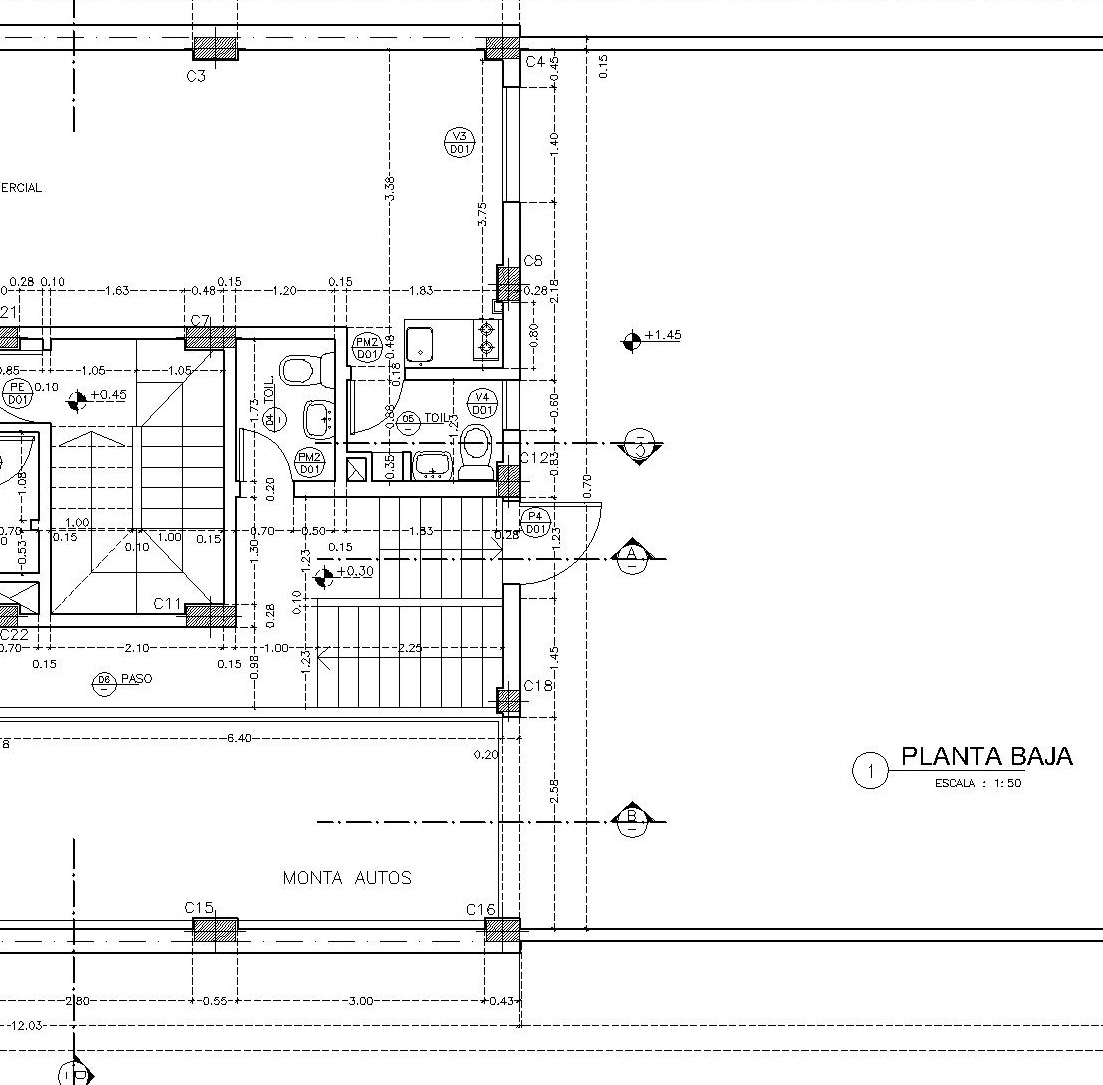 C3
C4
0.45
0.15
V3
D01
1.40
3.38
ERCIAL
3.75
C8
0.28
0.10
1.63
0.48
0.15
1.20
0.15
1.83
0.28
2.18
21
C7
PM2
D01
0.48
0.80
+1.45
0.85
1.05
1.05
0.18
PE
D01
0.10
+0.45
1.73
TOIL.
D4
V4
D01
0.60
0.88
D5
TOIL.
1.23
PM2
D01
0.35
C12
0.83
3
1.08
0.20
0.70
1.00
0.70
0.15
0.10
1.00
0.15
0.70
0.50
1.83
0.28
P4
D01
1.23
0.15
0.53
1.30
1.23
A
+0.30
C11
0.28
0.10
C22
0.70
2.10
1.00
2.25
0.15
0.15
0.98
1.23
1.45
D6
PASO
C18
8
6.40
0.20
1
PLANTA BAJA
ESCALA : 1:50
2.58
B
MONTA AUTOS
C15
C16
2.80
0.55
3.00
0.43
12.03
D